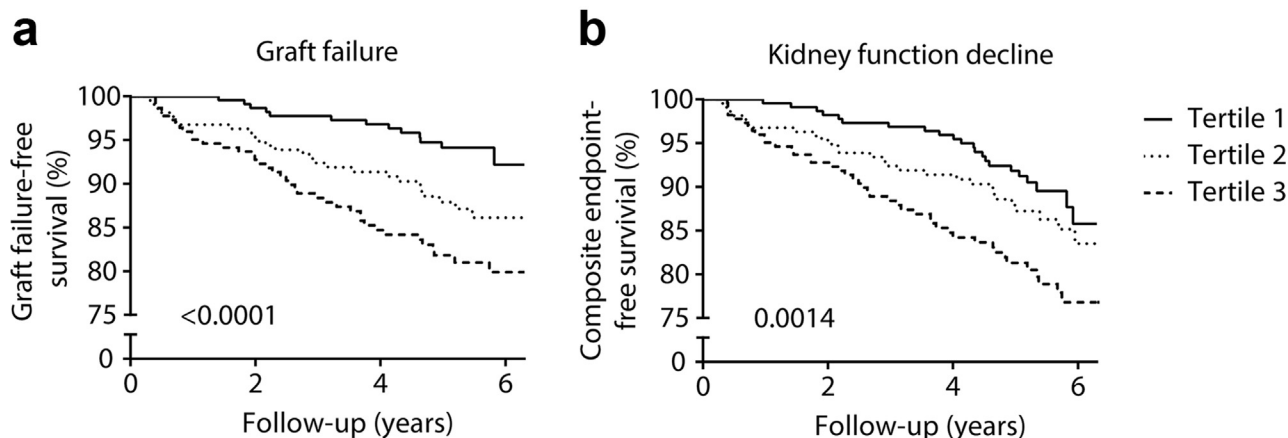 a
Graft failure
Graft failure-free
survival (%)
100
95
90
85
80
75
0
<0.0001
0
2
4
6
Follow-up (years)
b
Kidney function decline
Composite endpoint-
free survivial (%)
100
95
90
85
80
75
0
0.0014
0
2
4
6
Follow-up (years)
Tertile 1
Tertile 2
Tertile 3